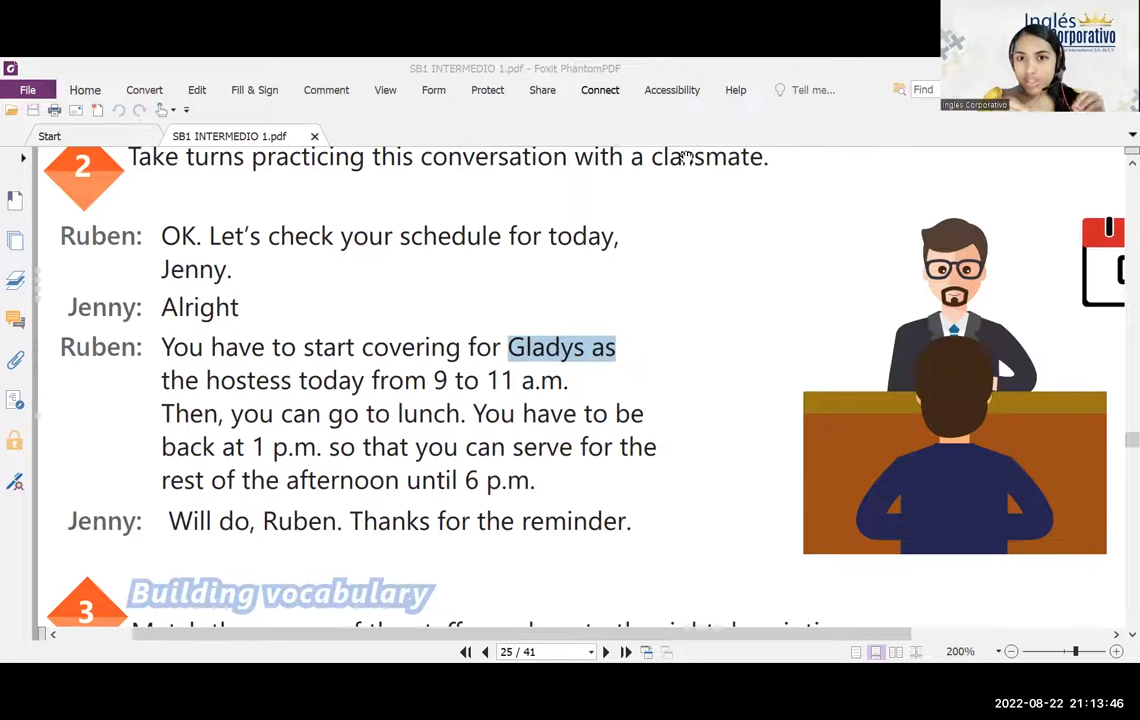 Inglés
Corporativo
Inglés Corporativo
SB1 INTERMEDIO 1.pdf - Foxit PhantomPDF
File Home Convert Edit Fill & Sign Comment View Form Protect Share Connect Accessibility Help Tell me... Find
Start SB1 INTERMEDIO 1.pdf
2 Take turns practicing this conversation with a classmate.
Ruben: OK. Let's check your schedule for today,
Jenny.
Jenny: Alright
Ruben: You have to start covering for Gladys as
the hostess today from 9 to 11 a.m.
Then, you can go to lunch. You have to be
back at 1 p.m. so that you can serve for the
rest of the afternoon until 6 p.m.
Jenny: Will do, Ruben. Thanks for the reminder.
3 Building vocabulary
25 / 41
200%
2022-08-22 21:13:46